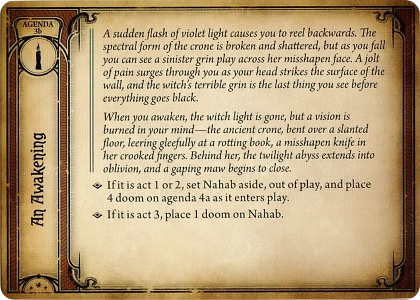 AGENDA
3b
An Awakening
A sudden flash of violet light causes you to reel backwards. The
spectral form of the crone is broken and shattered, but as you fall
you can see a sinister grin play across her misshapen face. A jolt
of pain surges through you as your head strikes the surface of the
wall, and the witch's terrible grin is the last thing you see before
everything goes black.
When you awaken, the witch light is gone, but a vision is
burned in your mind—the ancient crone, bent over a slanted
floor, leering gleefully at a rotting book, a misshapen knife in
her crooked fingers. Behind her, the twilight abyss extends into
oblivion, and a gaping maw begins to close.
If it is act 1 or 2, set Nahab aside, out of play, and place
4 doom on agenda 4a as it enters play.
If it is act 3, place 1 doom on Nahab.